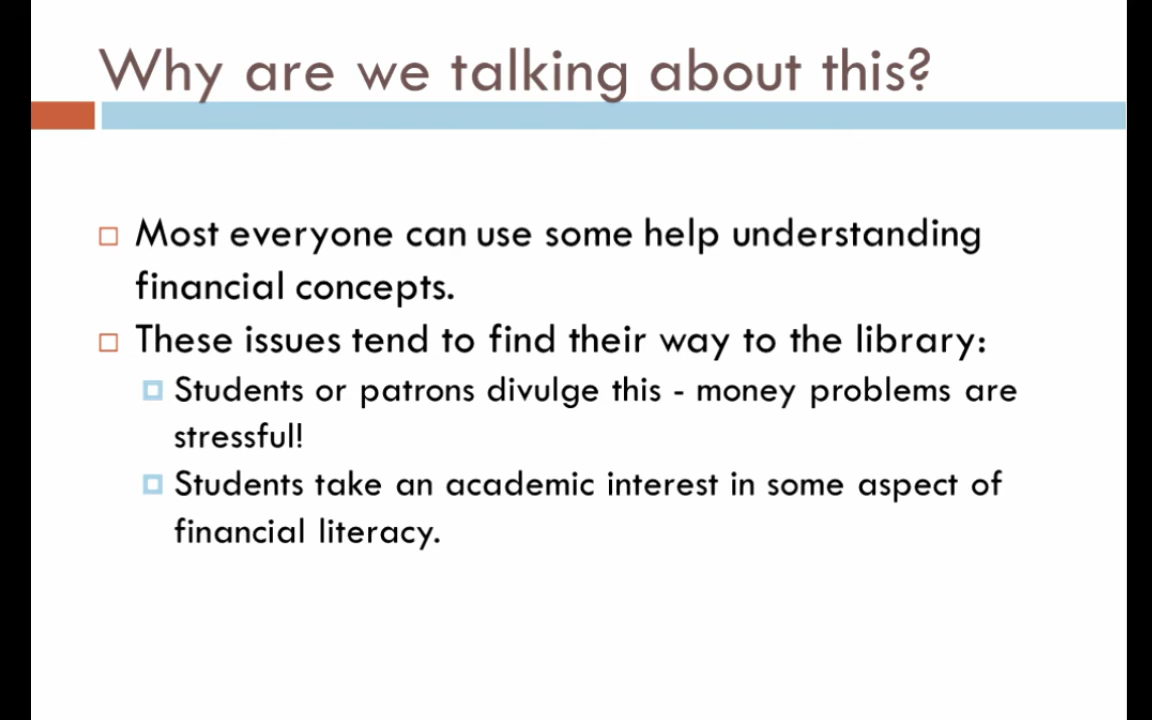 Why are we talking about this?
Most everyone can use some help understanding
financial concepts.
These issues tend to find their way to the library:
Students or patrons divulge this - money problems are
stressful!
Students take an academic interest in some aspect of
financial literacy.